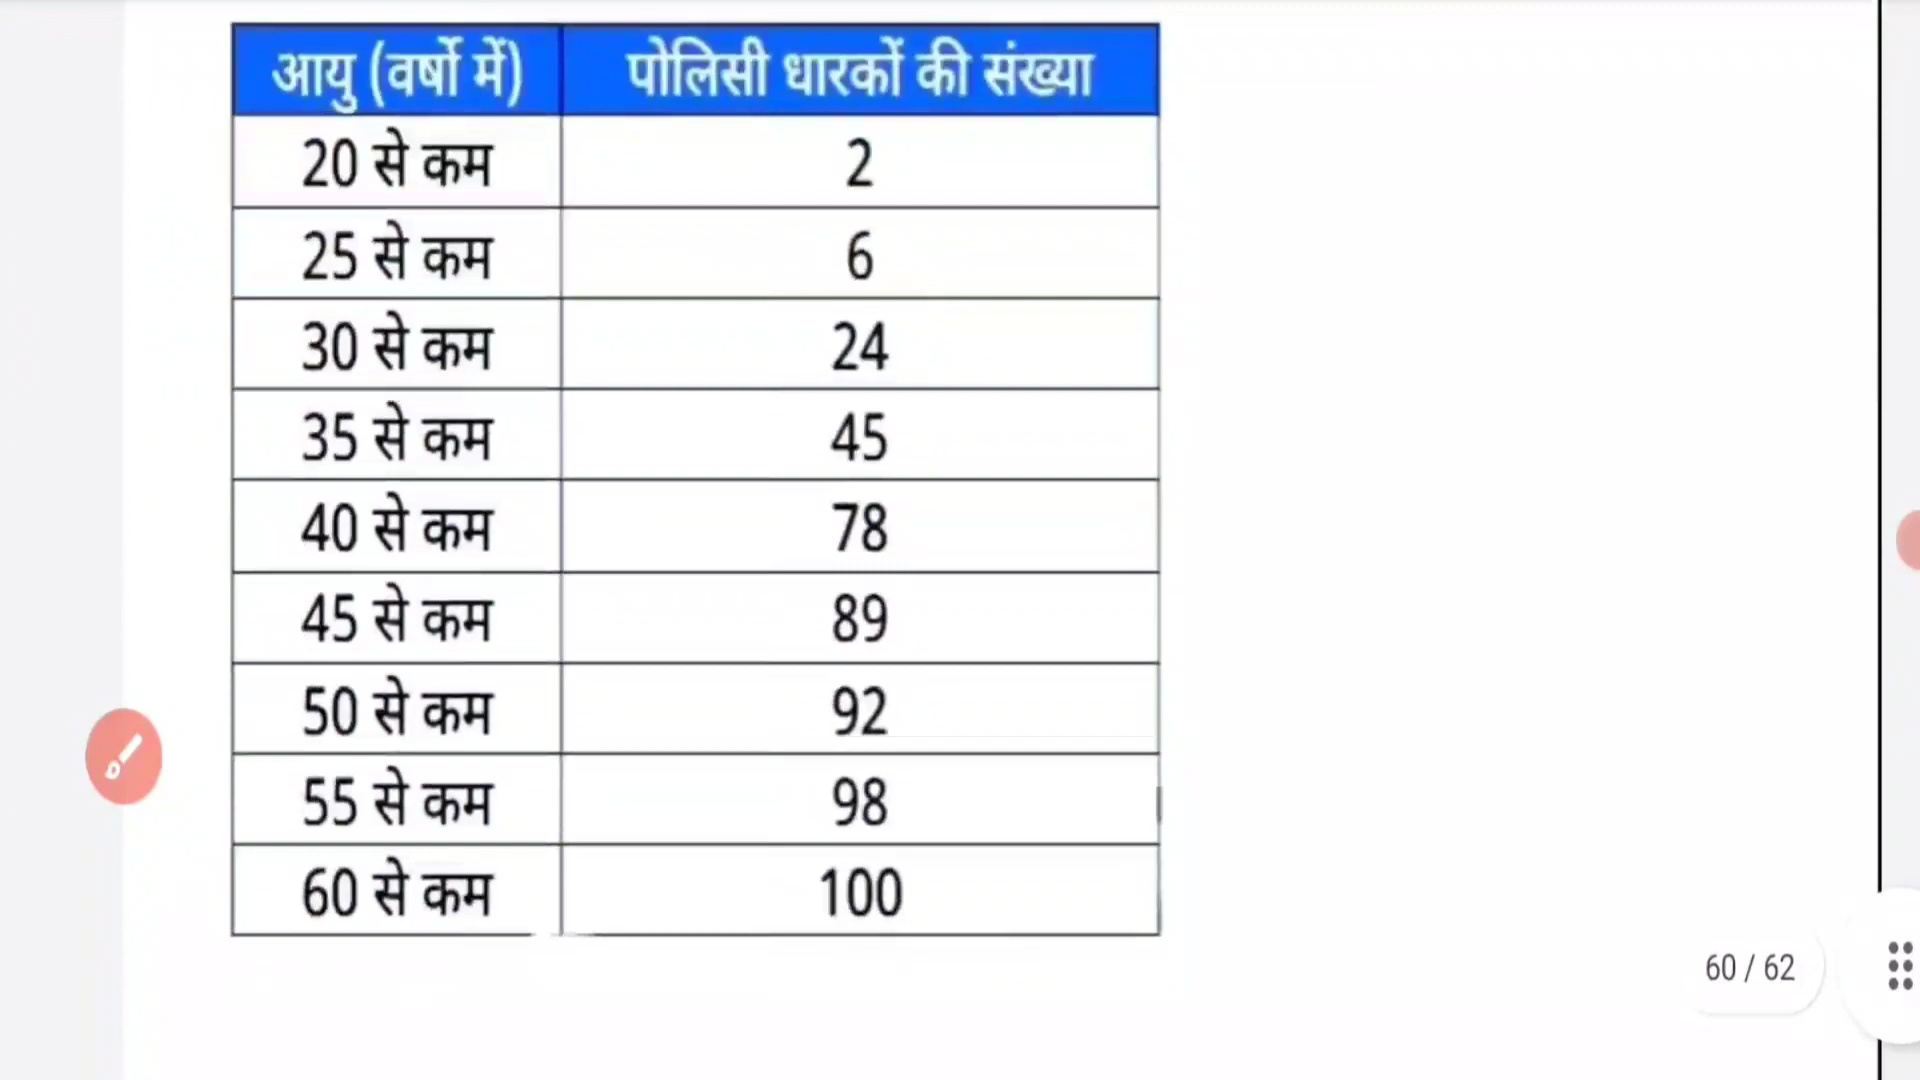 आयु (वर्षो में) पोलिसी धारकों की संख्या
20 से कम 2
25 से कम 6
30 से कम 24
35 से कम 45
40 से कम 78
45 से कम 89
50 से कम 92
55 से कम 98
60 से कम 100
60 / 62